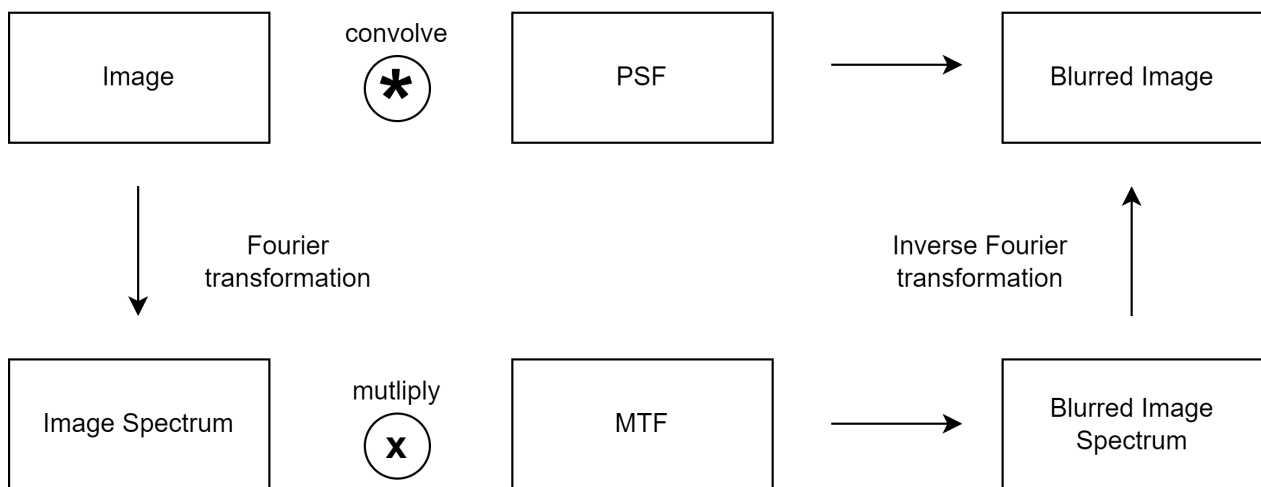 convolve
Image
*
PSF
Blurred Image
Fourier
transformation
Inverse Fourier
transformation
mutliply
Image Spectrum
x
MTF
Blurred Image
Spectrum